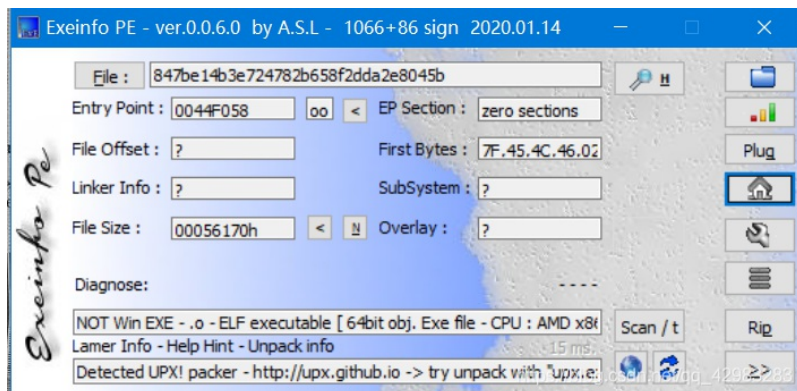 Exeinfo PE - ver.0.0.6.0 by A.S.L - 1066+86 sign 2020.01.14
Exeinfo Pe
File : 847be14b3e724782b658f2dda2e8045b H
Entry Point : 0044F058 oo < EP Section : zero sections
File Offset : ? First Bytes : 7F.45.4C.46.02 Plug
Linker Info : ? SubSystem : ?
File Size : 00056170h < N Overlay : ?
Diagnose: - - - -
NOT Win EXE - .o - ELF executable [ 64bit obj. Exe file - CPU : AMD x86 Scan / t Rip
Lamer Info - Help Hint - Unpack info 15 ms.
Detected UPX! packer - http://upx.github.io -> try unpack with "upx.e >>